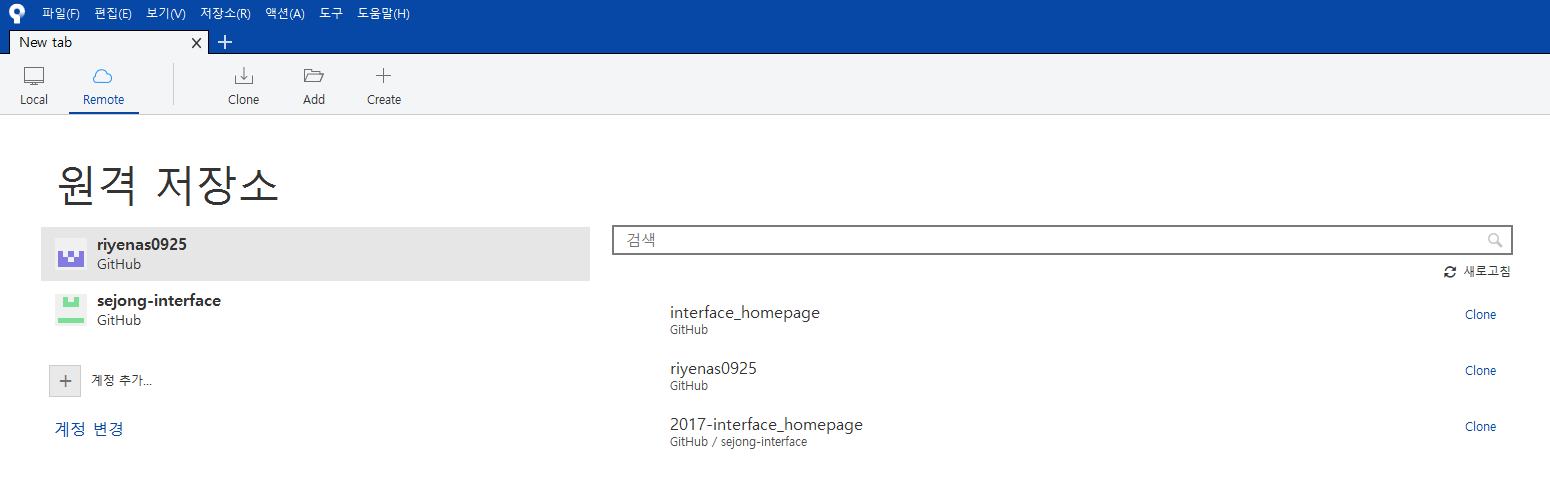 파일(F) 편집(E) 보기(V) 저장소(R) 액션(A) 도구 도움말(H)
New tab
Local Remote Clone Add Create
원격 저장소
riyenas0925
GitHub
sejong-interface
GitHub
계정 추가...
계정 변경
검색
새로고침
interface_homepage Clone
GitHub
riyenas0925 Clone
GitHub
2017-interface_homepage Clone
GitHub / sejong-interface